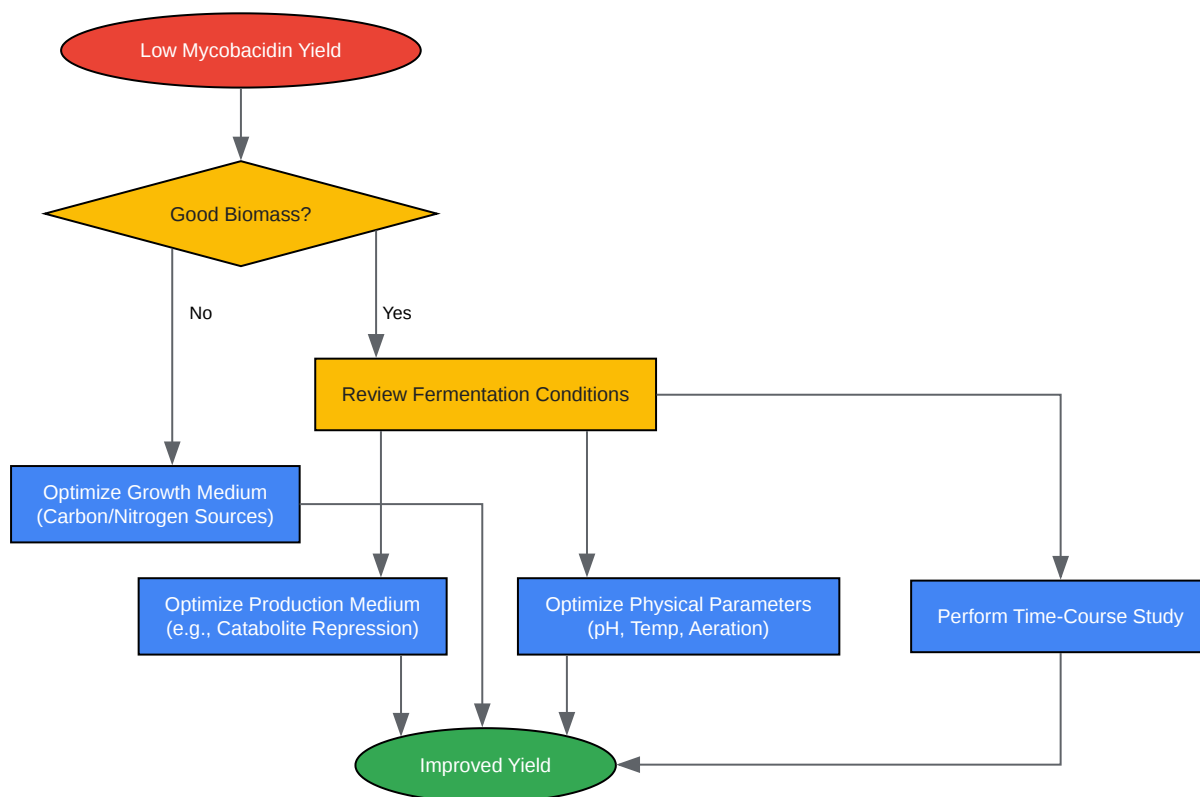 Low Mycobacidin Yield
Good Biomass?
No
Yes
Review Fermentation Conditions
Optimize Growth Medium
(Carbon/Nitrogen Sources)
Optimize Production Medium
(e.g., Catabolite Repression)
Optimize Physical Parameters
(pH, Temp, Aeration)
Perform Time-Course Study
Improved Yield